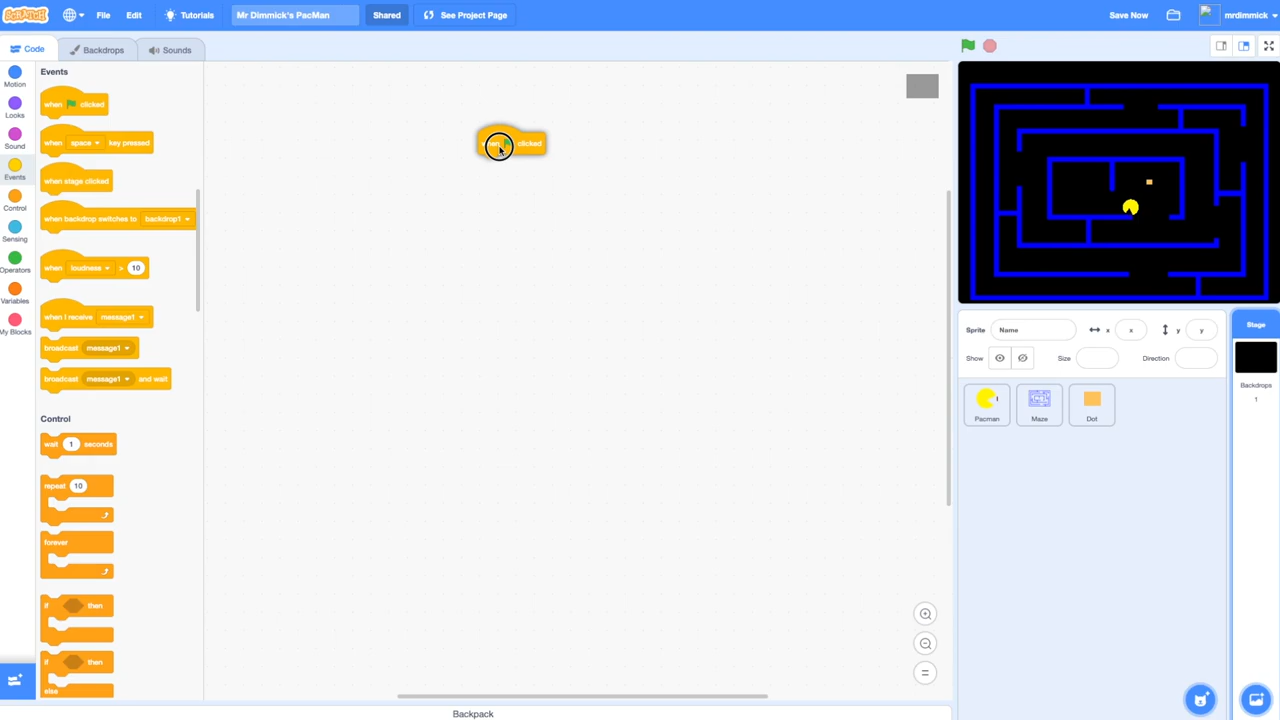 SCRATCH File Edit Tutorials Mr Dimmick's PacMan Shared See Project Page Save Now mrdimmick
Code Backdrops Sounds
Motion
Looks
Sound
Events
Control
Sensing
Operators
Variables
My Blocks
Events
when clicked
when space key pressed
when stage clicked
when backdrop switches to backdrop1
when loudness > 10
when I receive message1
broadcast message1
broadcast message1 and wait
Control
wait 1 seconds
repeat 10
forever
if then
if then
else
when clicked
Sprite Name x x y y
Show Size Direction
Pacman Maze Dot
Stage
Backdrops
1
Backpack